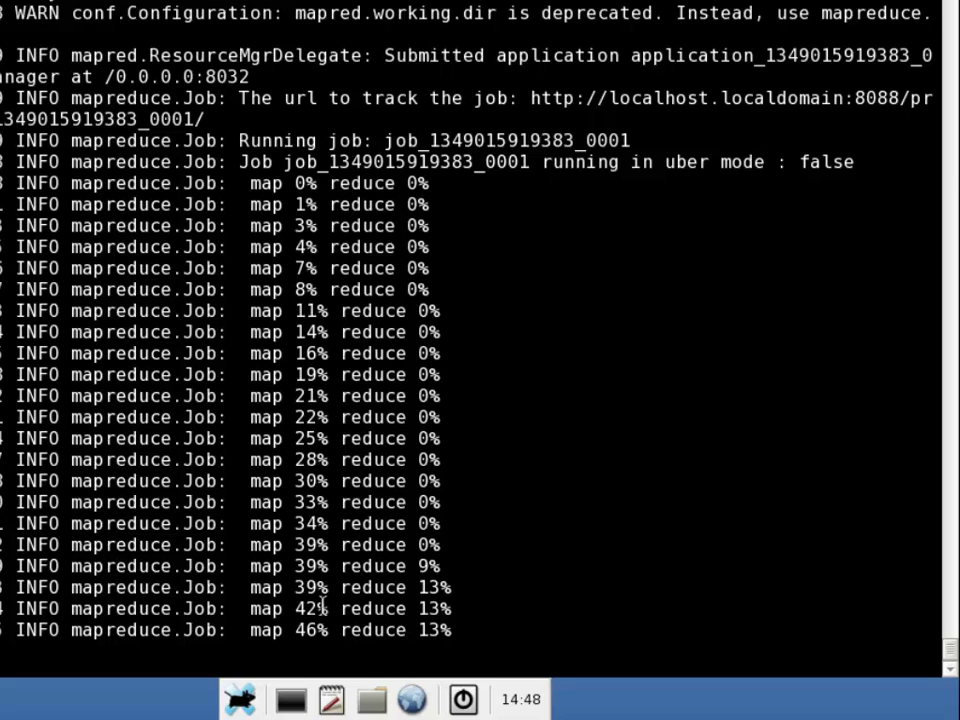 WARN conf.Configuration: mapred.working.dir is deprecated. Instead, use mapreduce.
9 INFO mapred.ResourceMgrDelegate: Submitted application application_1349015919383_0
nager at /0.0.0.0:8032
9 INFO mapreduce.Job: The url to track the job: http://localhost.localdomain:8088/pr
1349015919383_0001/
9 INFO mapreduce.Job: Running job: job_1349015919383_0001
INFO mapreduce.Job: Job job_1349015919383_0001 running in uber mode : false
INFO mapreduce.Job:  map 0% reduce 0%
INFO mapreduce.Job:  map 1% reduce 0%
INFO mapreduce.Job:  map 3% reduce 0%
INFO mapreduce.Job:  map 4% reduce 0%
INFO mapreduce.Job:  map 7% reduce 0%
INFO mapreduce.Job:  map 8% reduce 0%
INFO mapreduce.Job:  map 11% reduce 0%
INFO mapreduce.Job:  map 14% reduce 0%
INFO mapreduce.Job:  map 16% reduce 0%
INFO mapreduce.Job:  map 19% reduce 0%
INFO mapreduce.Job:  map 21% reduce 0%
INFO mapreduce.Job:  map 22% reduce 0%
INFO mapreduce.Job:  map 25% reduce 0%
INFO mapreduce.Job:  map 28% reduce 0%
INFO mapreduce.Job:  map 30% reduce 0%
INFO mapreduce.Job:  map 33% reduce 0%
INFO mapreduce.Job:  map 34% reduce 0%
INFO mapreduce.Job:  map 39% reduce 0%
INFO mapreduce.Job:  map 39% reduce 9%
INFO mapreduce.Job:  map 39% reduce 13%
INFO mapreduce.Job:  map 42% reduce 13%
INFO mapreduce.Job:  map 46% reduce 13%
14:48